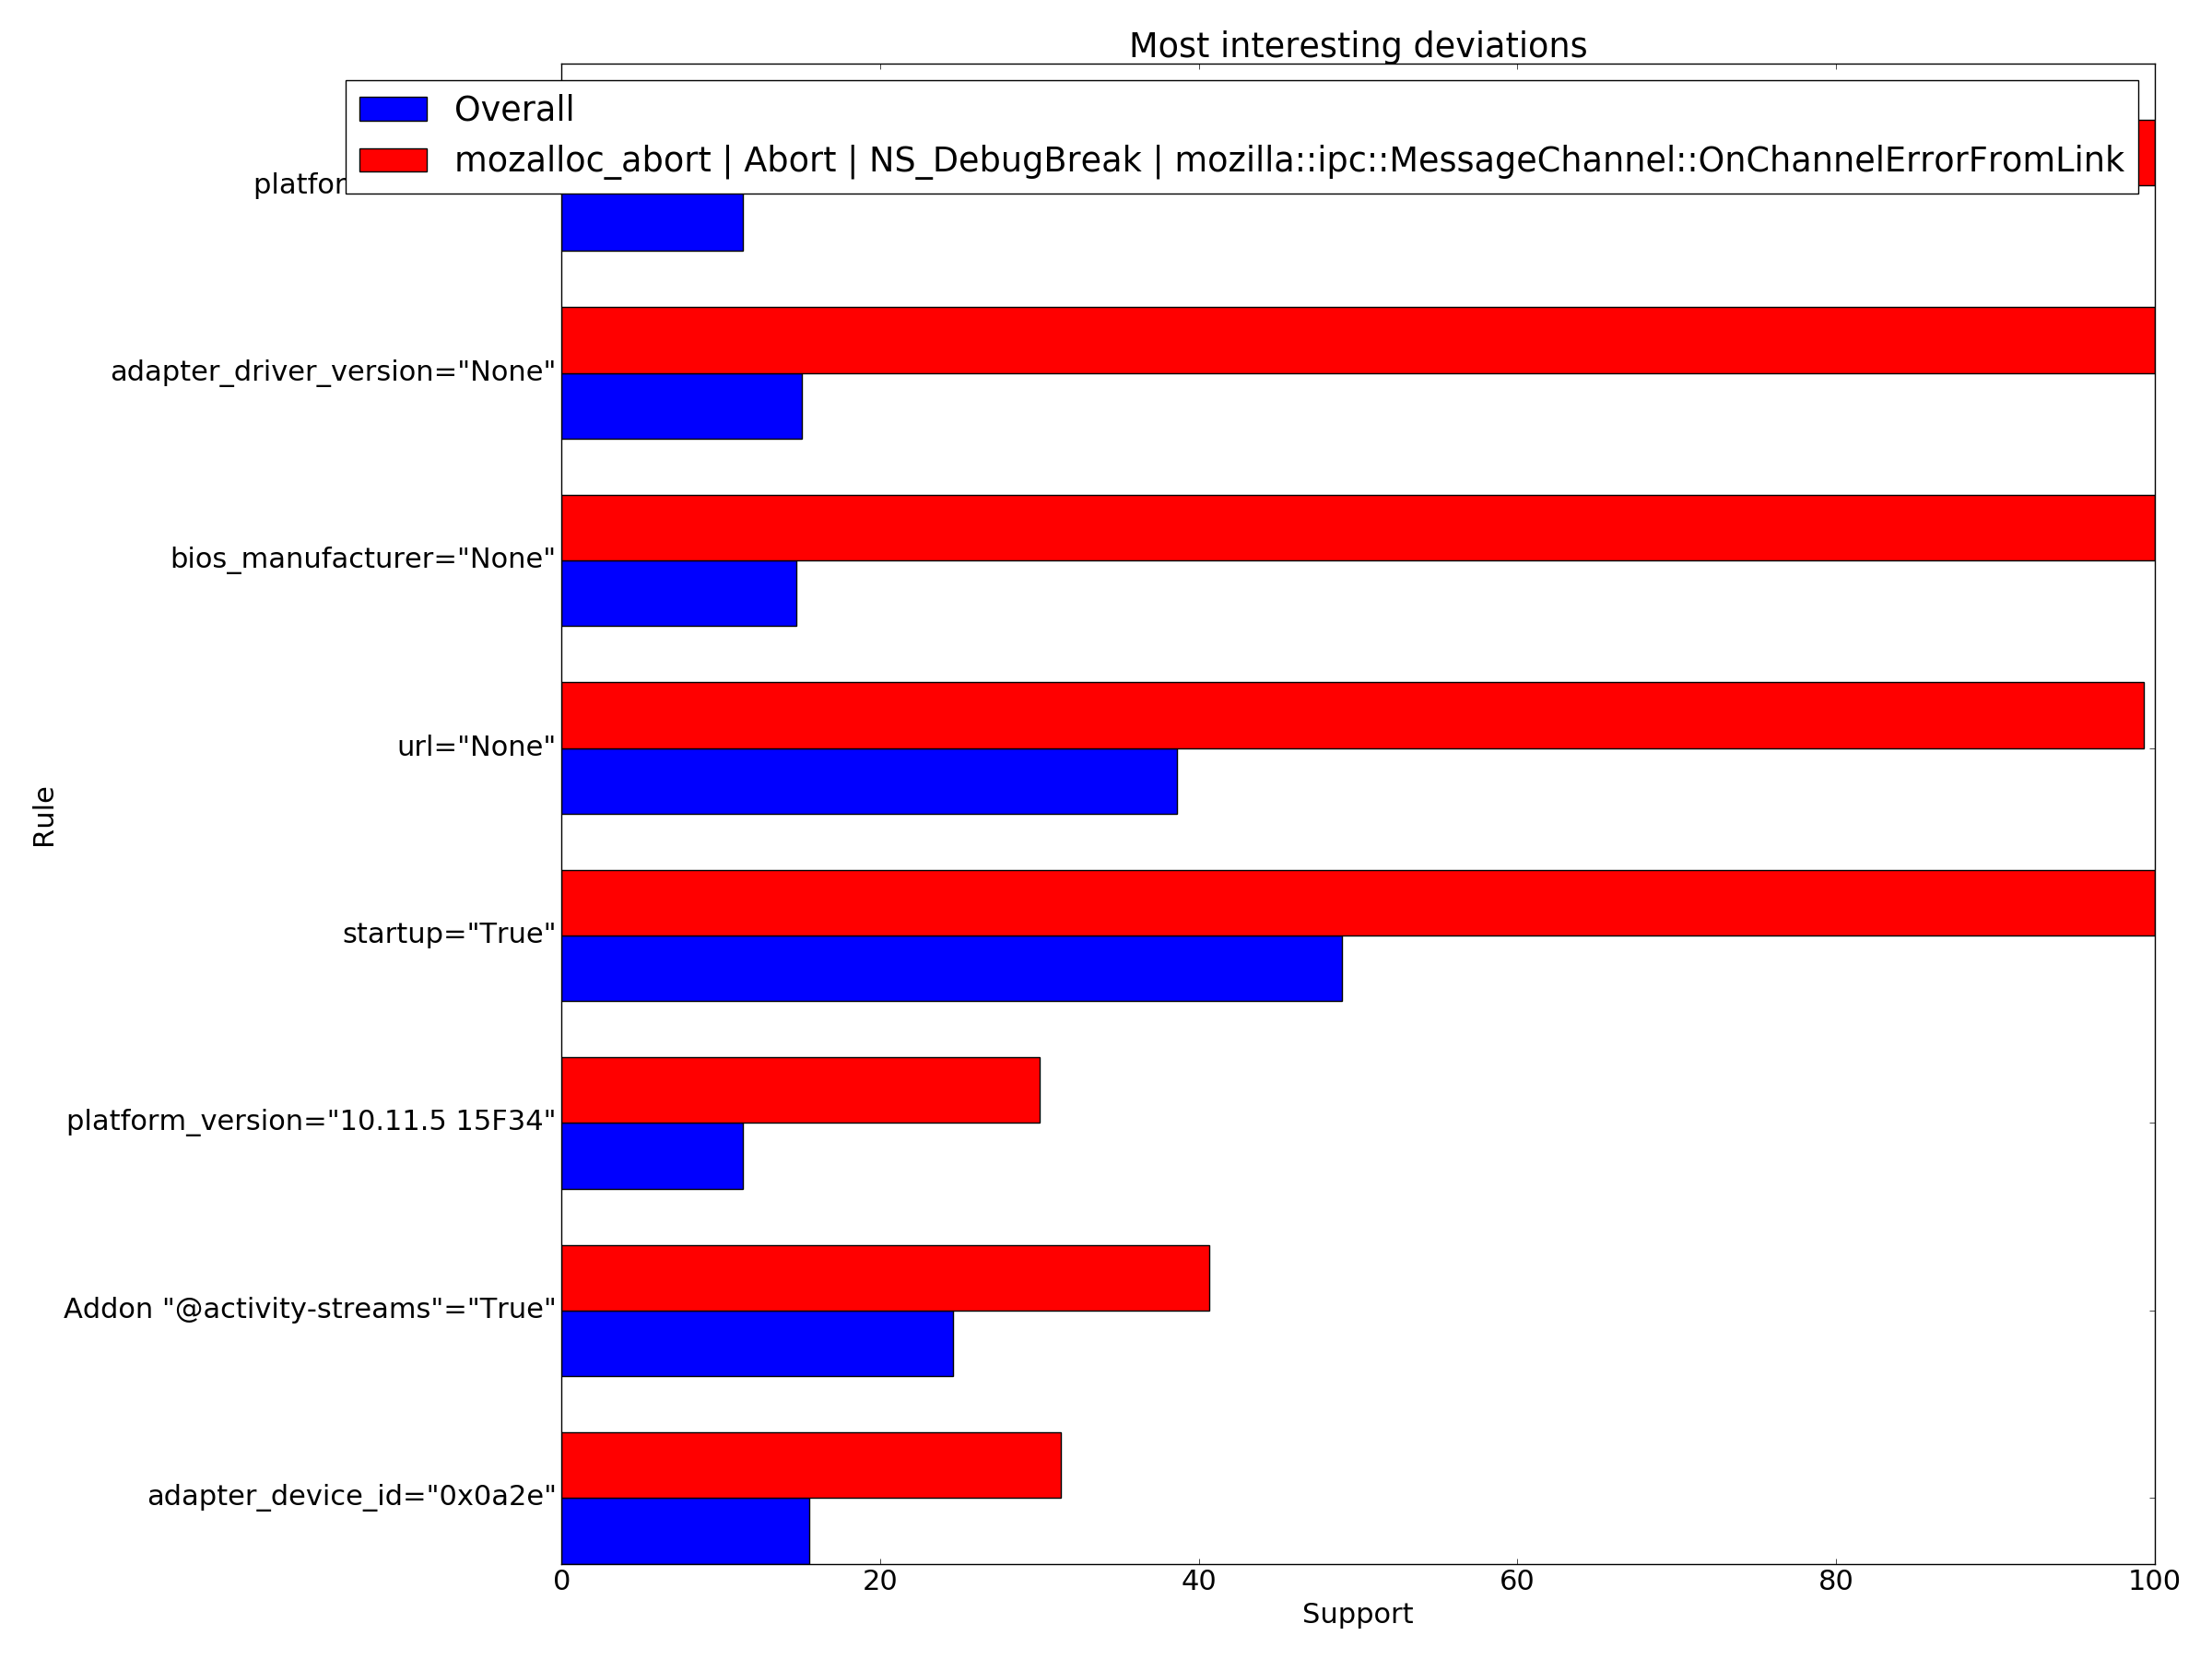 Most interesting deviations
Overall
mozalloc_abort | Abort | NS_DebugBreak | mozilla::ipc::MessageChannel::OnChannelErrorFromLink
adapter_driver_version="None"
bios_manufacturer="None"
url="None"
Rule
startup="True"
platform_version="10.11.5 15F34"
Addon "@activity-streams"="True"
adapter_device_id="0x0a2e"
0 20 40 60 80 100
Support